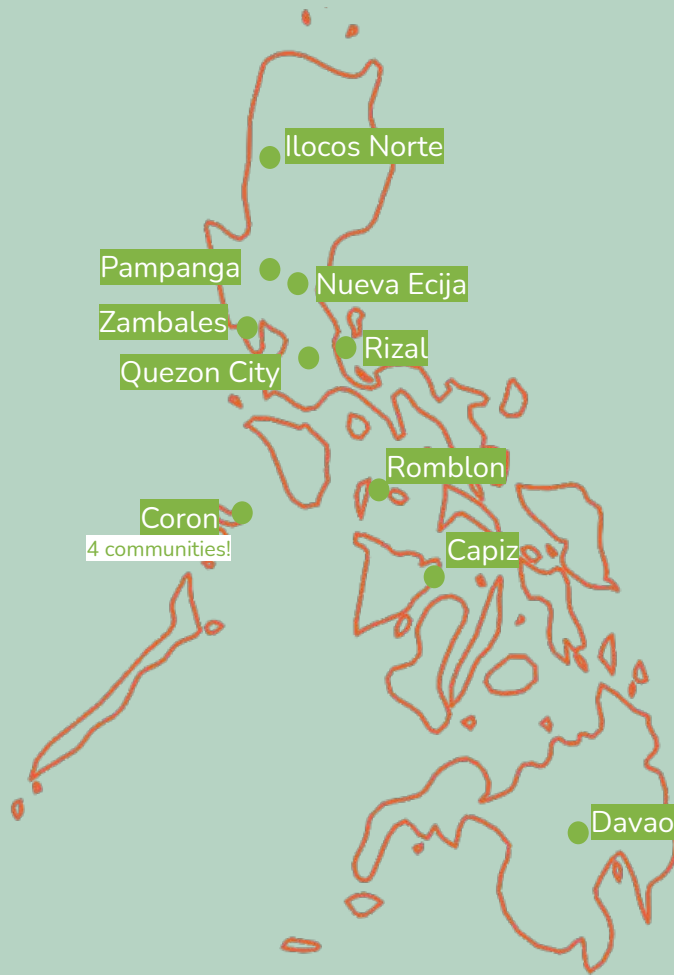 Ilocos Norte
Pampanga
Nueva Ecija
Zambales
Rizal
Quezon City
Romblon
Coron
4 communities!
Capiz
Davao